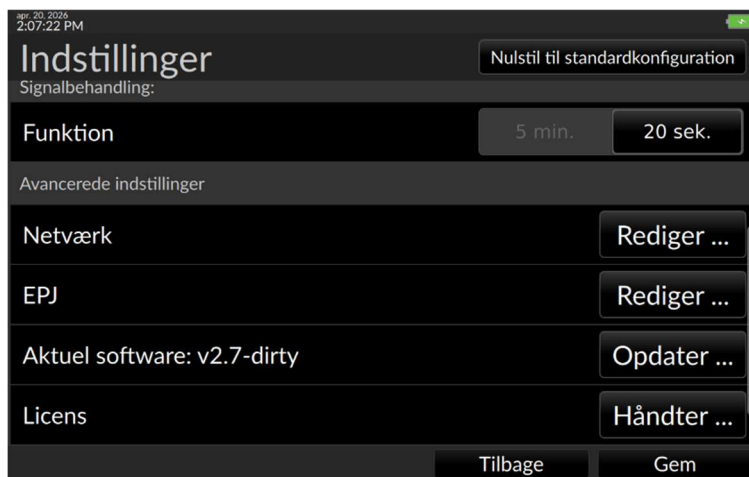 apr. 20, 2026
2:07:22 PM
Indstillinger
Nulstil til standardkonfiguration
Signalbehandling:
Funktion
5 min.
20 sek.
Avancerede indstillinger
Netværk
Rediger ...
EPJ
Rediger ...
Aktuel software: v2.7-dirty
Opdater ...
Licens
Håndter ...
Tilbage
Gem